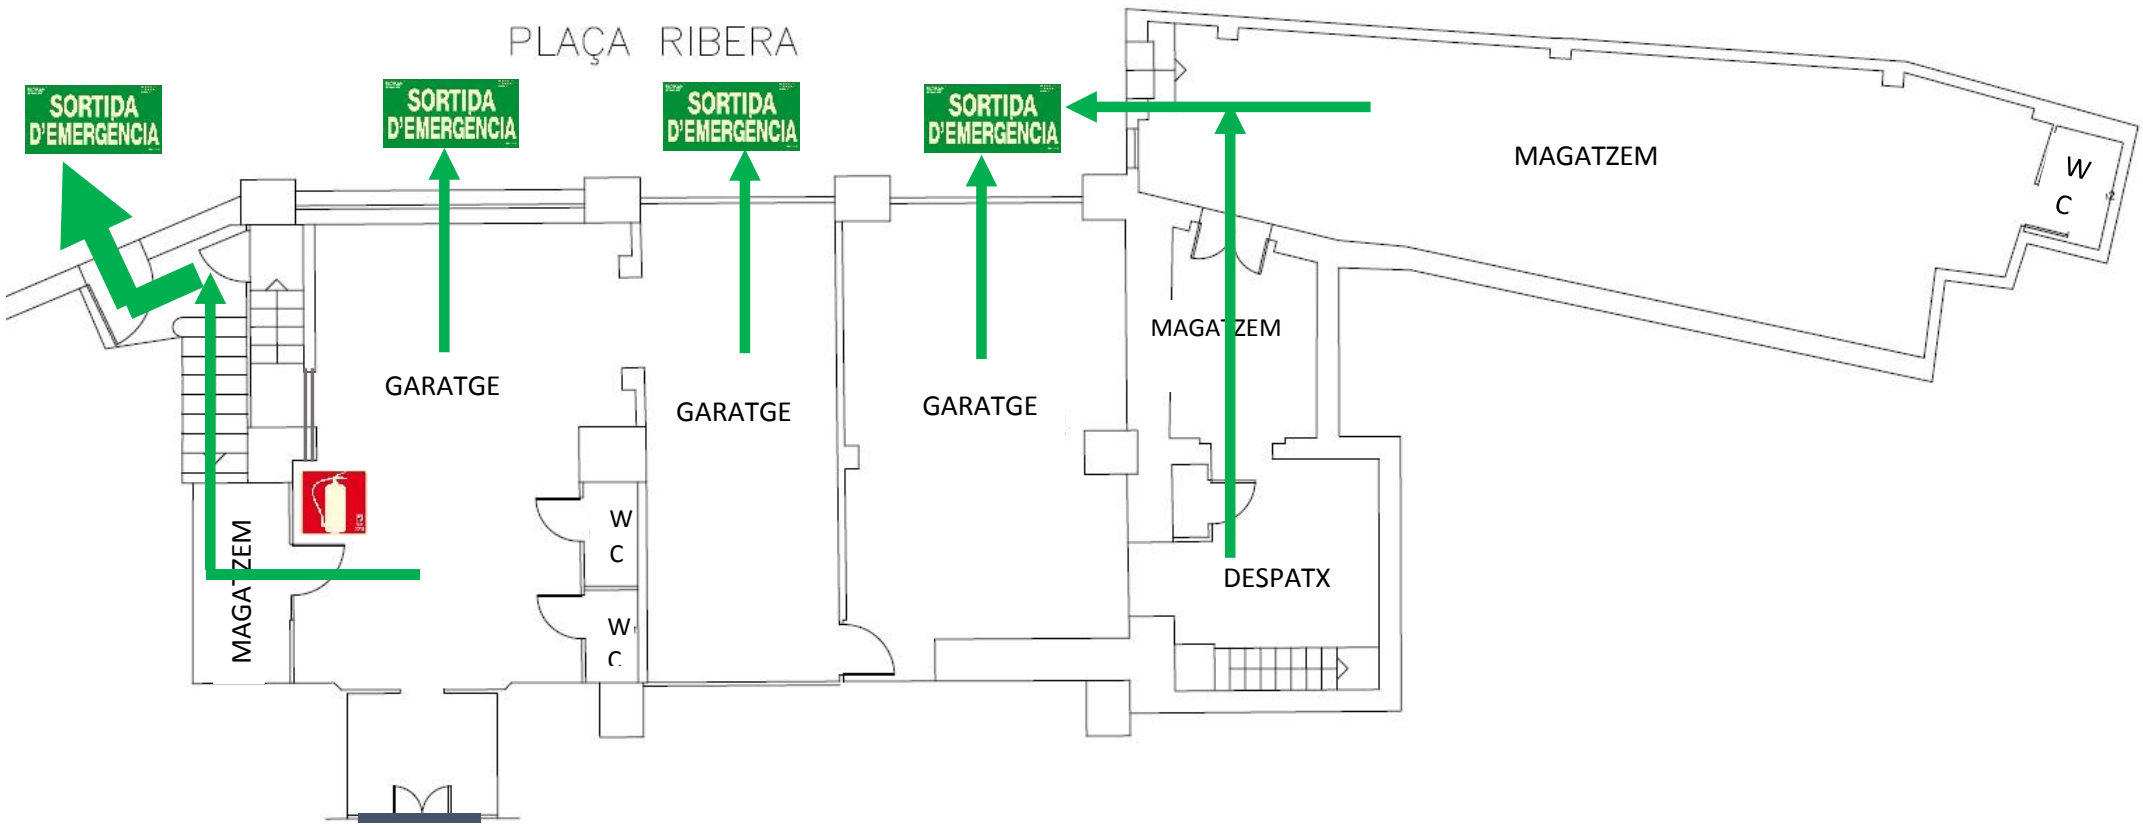 PLAÇA RIBERA
SORTIDA
D'EMERGÈNCIA
SORTIDA
D'EMERGÈNCIA
SORTIDA
D'EMERGÈNCIA
SORTIDA
D'EMERGÈNCIA
MAGATZEM
W
C
MAGATZEM
GARATGE
GARATGE
GARATGE
W
C
MAGATZEM
DESPATX
W
C